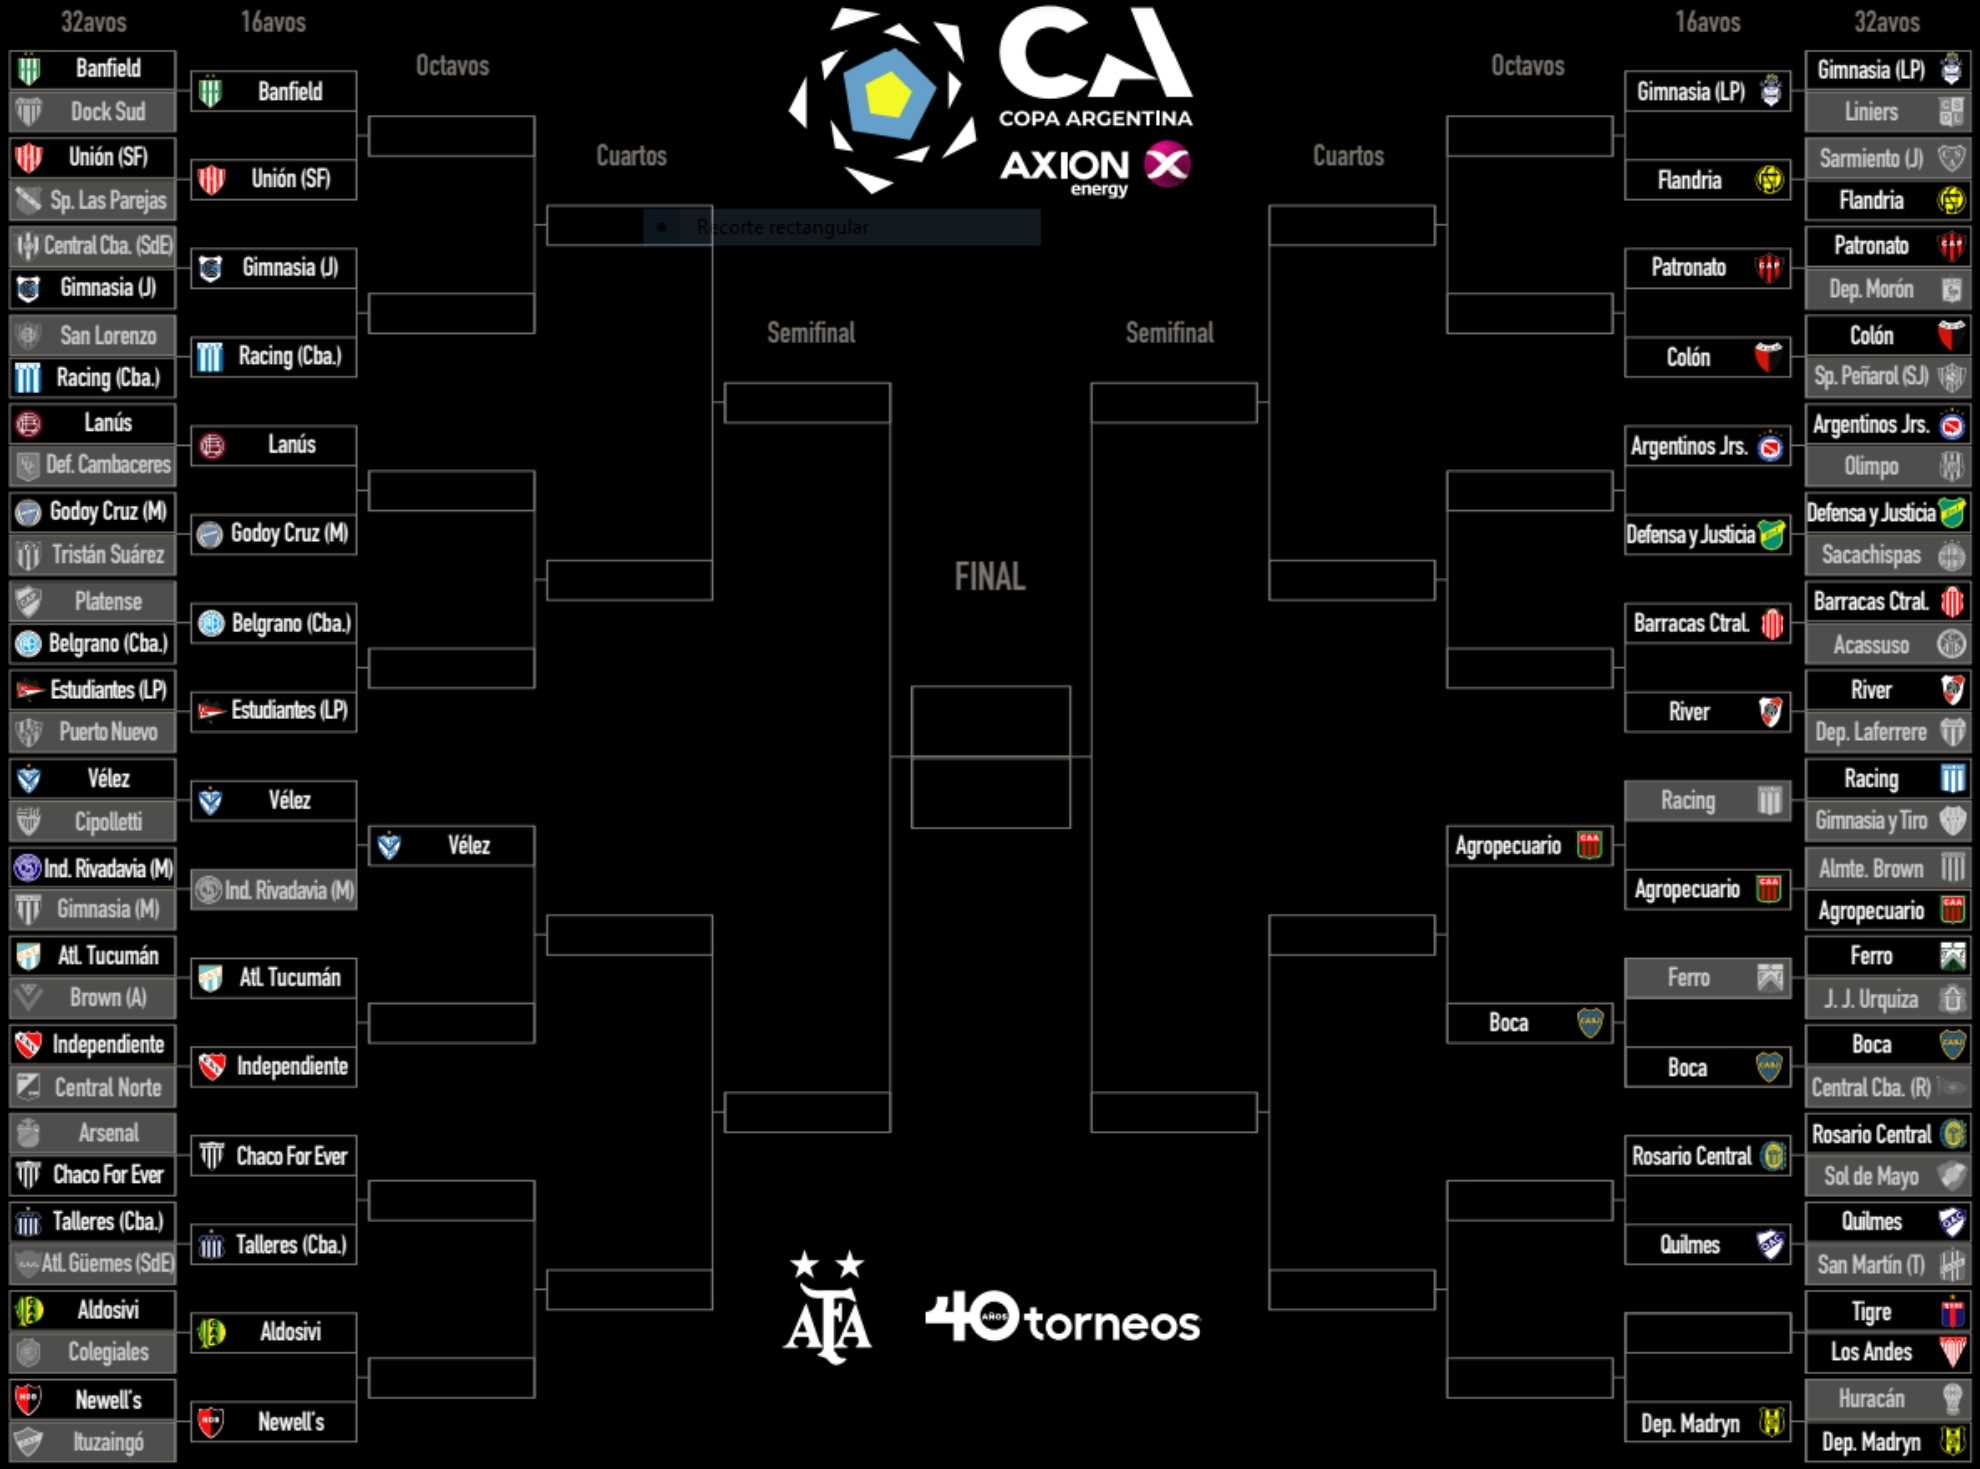 32avos
16avos
Octavos
Cuartos
Semifinal
Banfield
Dock Sud
Unión (SF)
Sp. Las Parejas
Central Cba. (SdE)
Gimnasia (J)
San Lorenzo
Racing (Cba.)
Lanús
Def. Cambaceres
Godoy Cruz (M)
Tristán Suárez
Platense
Belgrano (Cba.)
Estudiantes (LP)
Puerto Nuevo
Vélez
Cipolletti
Ind. Rivadavia (M)
Gimnasia (M)
Atl. Tucumán
Brown (A)
Independiente
Central Norte
Arsenal
Chaco For Ever
Talleres (Cba.)
Atl. Güemes (SdE)
Aldosivi
Colegiales
Newell's
Ituzaingó
Banfield
Unión (SF)
Gimnasia (J)
Racing (Cba.)
Lanús
Godoy Cruz (M)
Belgrano (Cba.)
Estudiantes (LP)
Vélez
Ind. Rivadavia (M)
Atl. Tucumán
Independiente
Chaco For Ever
Talleres (Cba.)
Aldosivi
Newell's
Vélez
CA
COPA ARGENTINA
AXION X
energy
Recorte rectangular
FINAL
AFA
40 AÑOS torneos
Semifinal
Cuartos
Octavos
16avos
32avos
Agropecuario
Boca
Gimnasia (LP)
Flandria
Patronato
Colón
Argentinos Jrs.
Defensa y Justicia
Barracas Ctral.
River
Racing
Agropecuario
Ferro
Boca
Rosario Central
Quilmes
Dep. Madryn
Gimnasia (LP)
Liniers
Sarmiento (J)
Flandria
Patronato
Dep. Morón
Colón
Sp. Peñarol (SJ)
Argentinos Jrs.
Olimpo
Defensa y Justicia
Sacachispas
Barracas Ctral.
Acassuso
River
Dep. Laferrere
Racing
Gimnasia y Tiro
Almte. Brown
Agropecuario
Ferro
J. J. Urquiza
Boca
Central Cba. (R)
Rosario Central
Sol de Mayo
Quilmes
San Martín (T)
Tigre
Los Andes
Huracán
Dep. Madryn